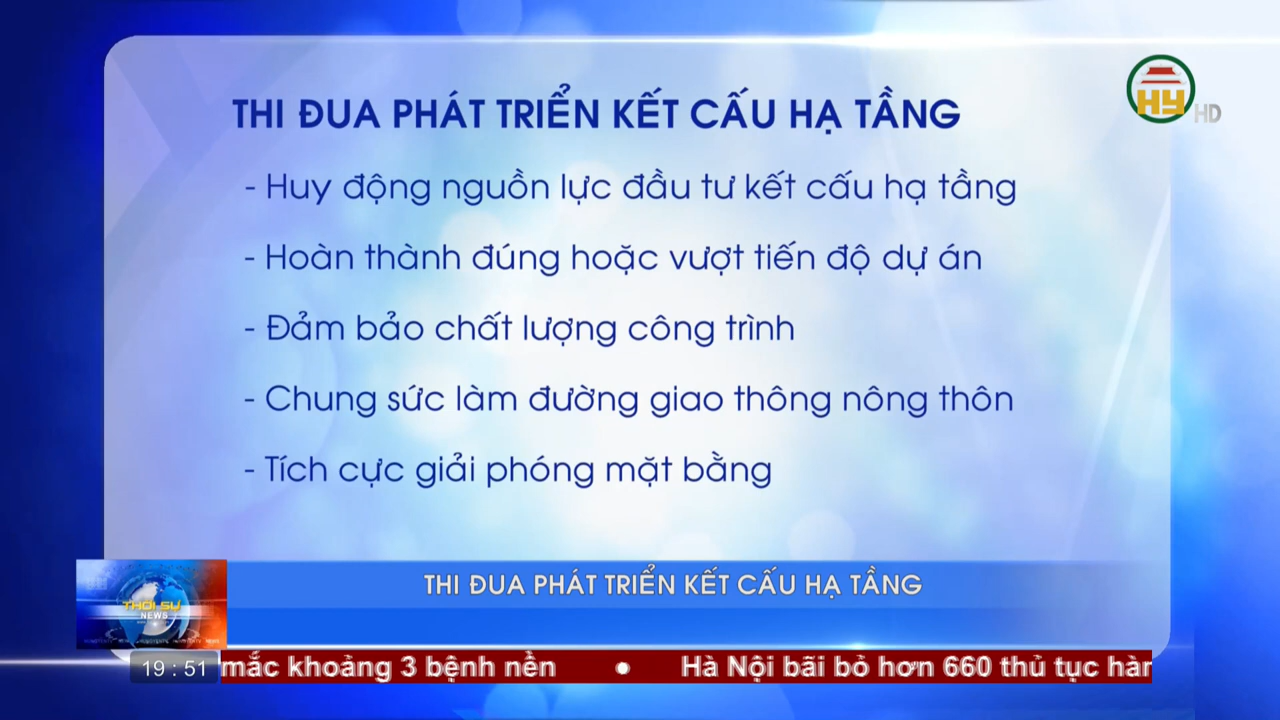 THI ĐUA PHÁT TRIỂN KẾT CẤU HẠ TẦNG
HY HD
- Huy động nguồn lực đầu tư kết cấu hạ tầng
- Hoàn thành đúng hoặc vượt tiến độ dự án
- Đảm bảo chất lượng công trình
- Chung sức làm đường giao thông nông thôn
- Tích cực giải phóng mặt bằng
THI ĐUA PHÁT TRIỂN KẾT CẤU HẠ TẦNG
THỜI SỰ
NEWS
19 : 51 mắc khoảng 3 bệnh nền • Hà Nội bãi bỏ hơn 660 thủ tục hàn